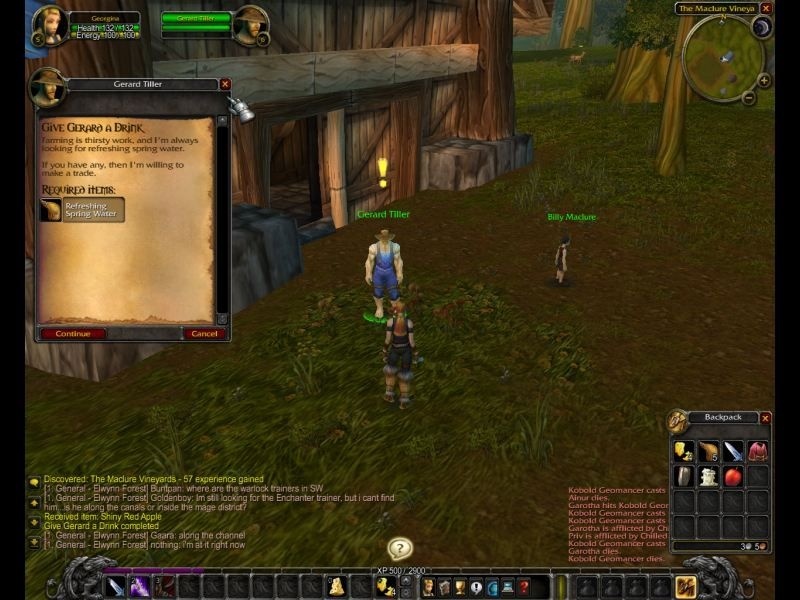 Georgina
Health 132 / 132
Energy 100 / 100
5
Gerard Tiller
The Maclure Vineya
N
Gerard Tiller
Give Gerard a Drink
Farming is thirsty work, and I'm always
looking for refreshing spring water.
If you have any, then I'm willing to
make a trade.
Required items:
Refreshing
Spring Water
Continue
Cancel
Gerard Tiller
Billy Maclure
Backpack
5
3 5
Discovered: The Maclure Vineyards - 57 experience gained
[1. General - Elwynn Forest] Buntpan: where are the warlock trainers in SW
[1. General - Elwynn Forest] Goldenboy: Im still looking for the Enchanter trainer, but i cant find
him...is he along the canals or inside the mage district?
Received item: Shiny Red Apple
Give Gerard a Drink completed
[1. General - Elwynn Forest] Gaara: along the channel
[1. General - Elwynn Forest] nothing: i'm at it right now
Kobold Geomancer casts
Ainur dies.
Garotha hits Kobold Geor
Kobold Geomancer casts
Kobold Geomancer casts
Garotha is afflicted by Ch
Priv is afflicted by Chilled
Kobold Geomancer casts
Garotha dies.
Kobold Geomancer dies.
?
XP 500 / 2900